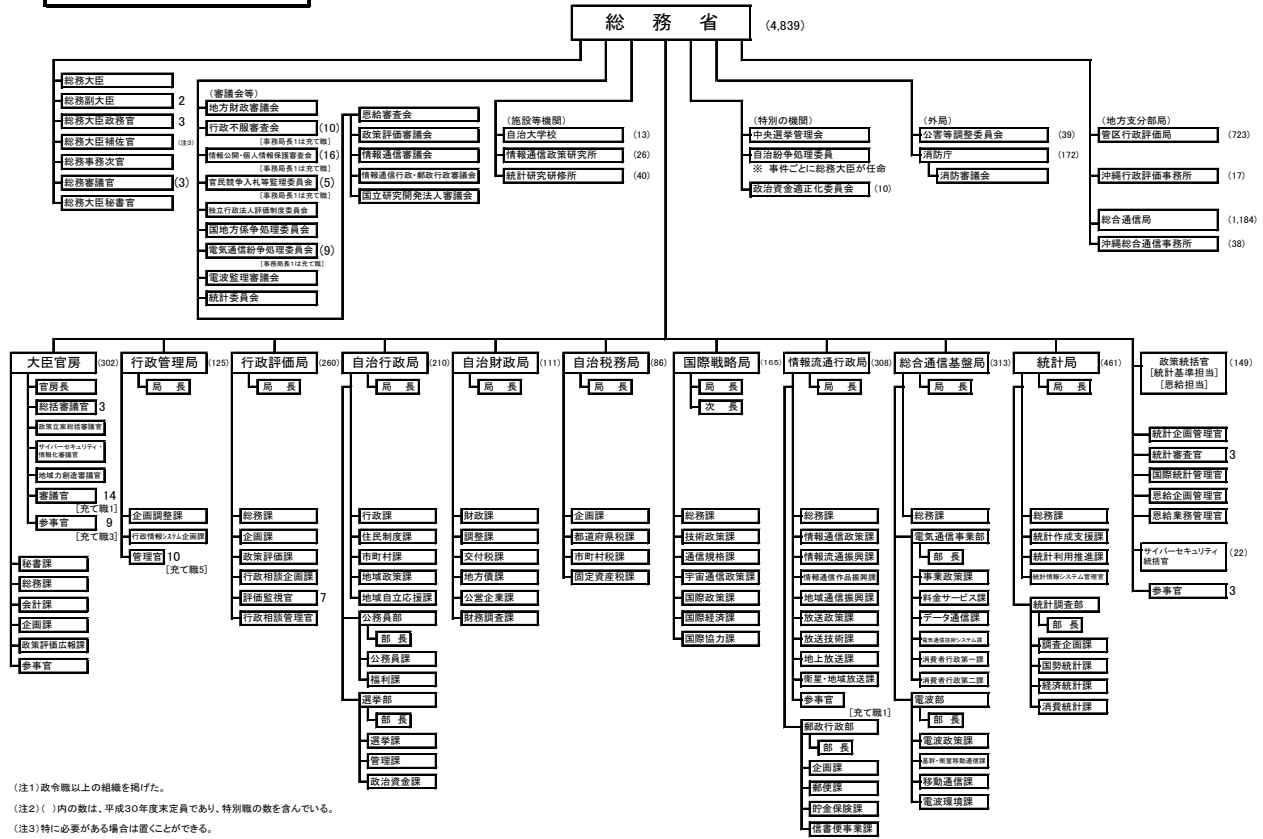 総務省 (4,839)
総務大臣
総務副大臣 2
総務大臣政務官 3
総務大臣補佐官 (注3)
総務事務次官
総務審議官 (3)
総務大臣秘書官
(審議会等)
地方財政審議会
行政不服審査会 (10)
[事務局長1は充て職]
情報公開・個人情報保護審査会 (16)
[事務局長1は充て職]
官民競争入札等監理委員会 (5)
[事務局長1は充て職]
独立行政法人評価制度委員会
国地方係争処理委員会
電気通信紛争処理委員会 (9)
[事務局長1は充て職]
電波監理審議会
統計委員会
恩給審査会
政策評価審議会
情報通信審議会
情報通信行政・郵政行政審議会
国立研究開発法人審議会
(施設等機関)
自治大学校 (13)
情報通信政策研究所 (26)
統計研究研修所 (40)
(特別の機関)
中央選挙管理会
自治紛争処理委員
※ 事件ごとに総務大臣が任命
政治資金適正化委員会 (10)
(外局)
公害等調整委員会 (39)
消防庁 (172)
消防審議会
(地方支分部局)
管区行政評価局 (723)
沖縄行政評価事務所 (17)
総合通信局 (1,184)
沖縄総合通信事務所 (38)
大臣官房 (302)
官房長
総括審議官 3
政策立案総括審議官
サイバーセキュリティ・
情報化審議官
地域力創造審議官
審議官 14
[充て職1]
参事官 9
[充て職3]
秘書課
総務課
会計課
企画課
政策評価広報課
参事官
行政管理局 (125)
局 長
企画調整課
行政情報システム企画課
管理官 10
[充て職5]
行政評価局 (260)
局 長
総務課
企画課
政策評価課
行政相談企画課
評価監視官 7
行政相談管理官
自治行政局 (210)
局 長
行政課
住民制度課
市町村課
地域政策課
地域自立応援課
公務員部
部 長
公務員課
福利課
選挙部
部 長
選挙課
管理課
政治資金課
自治財政局 (111)
局 長
財政課
調整課
交付税課
地方債課
公営企業課
財務調査課
自治税務局 (86)
局 長
企画課
都道府県税課
市町村税課
固定資産税課
国際戦略局 (165)
局 長
次 長
総務課
技術政策課
通信規格課
宇宙通信政策課
国際政策課
国際経済課
国際協力課
情報流通行政局 (308)
局 長
総務課
情報通信政策課
情報流通振興課
情報通信作品振興課
地域通信振興課
放送政策課
放送技術課
地上放送課
衛星・地域放送課
参事官
[充て職1]
郵政行政部
部 長
企画課
郵便課
貯金保険課
信書便事業課
総合通信基盤局 (313)
局 長
総務課
電気通信事業部
部 長
事業政策課
料金サービス課
データ通信課
電気通信技術システム課
消費者行政第一課
消費者行政第二課
電波部
部 長
電波政策課
基幹・衛星移動通信課
移動通信課
電波環境課
統計局 (461)
局 長
総務課
統計作成支援課
統計利用推進課
統計情報システム管理官
統計調査部
部 長
調査企画課
国勢統計課
経済統計課
消費統計課
政策統括官 (149)
[統計基準担当]
[恩給担当]
統計企画管理官
統計審査官 3
国際統計管理官
恩給企画管理官
恩給業務管理官
サイバーセキュリティ
統括官 (22)
参事官 3
(注1)政令職以上の組織を掲げた。
(注2)( )内の数は、平成30年度末定員であり、特別職の数を含んでいる。
(注3)特に必要がある場合は置くことができる。